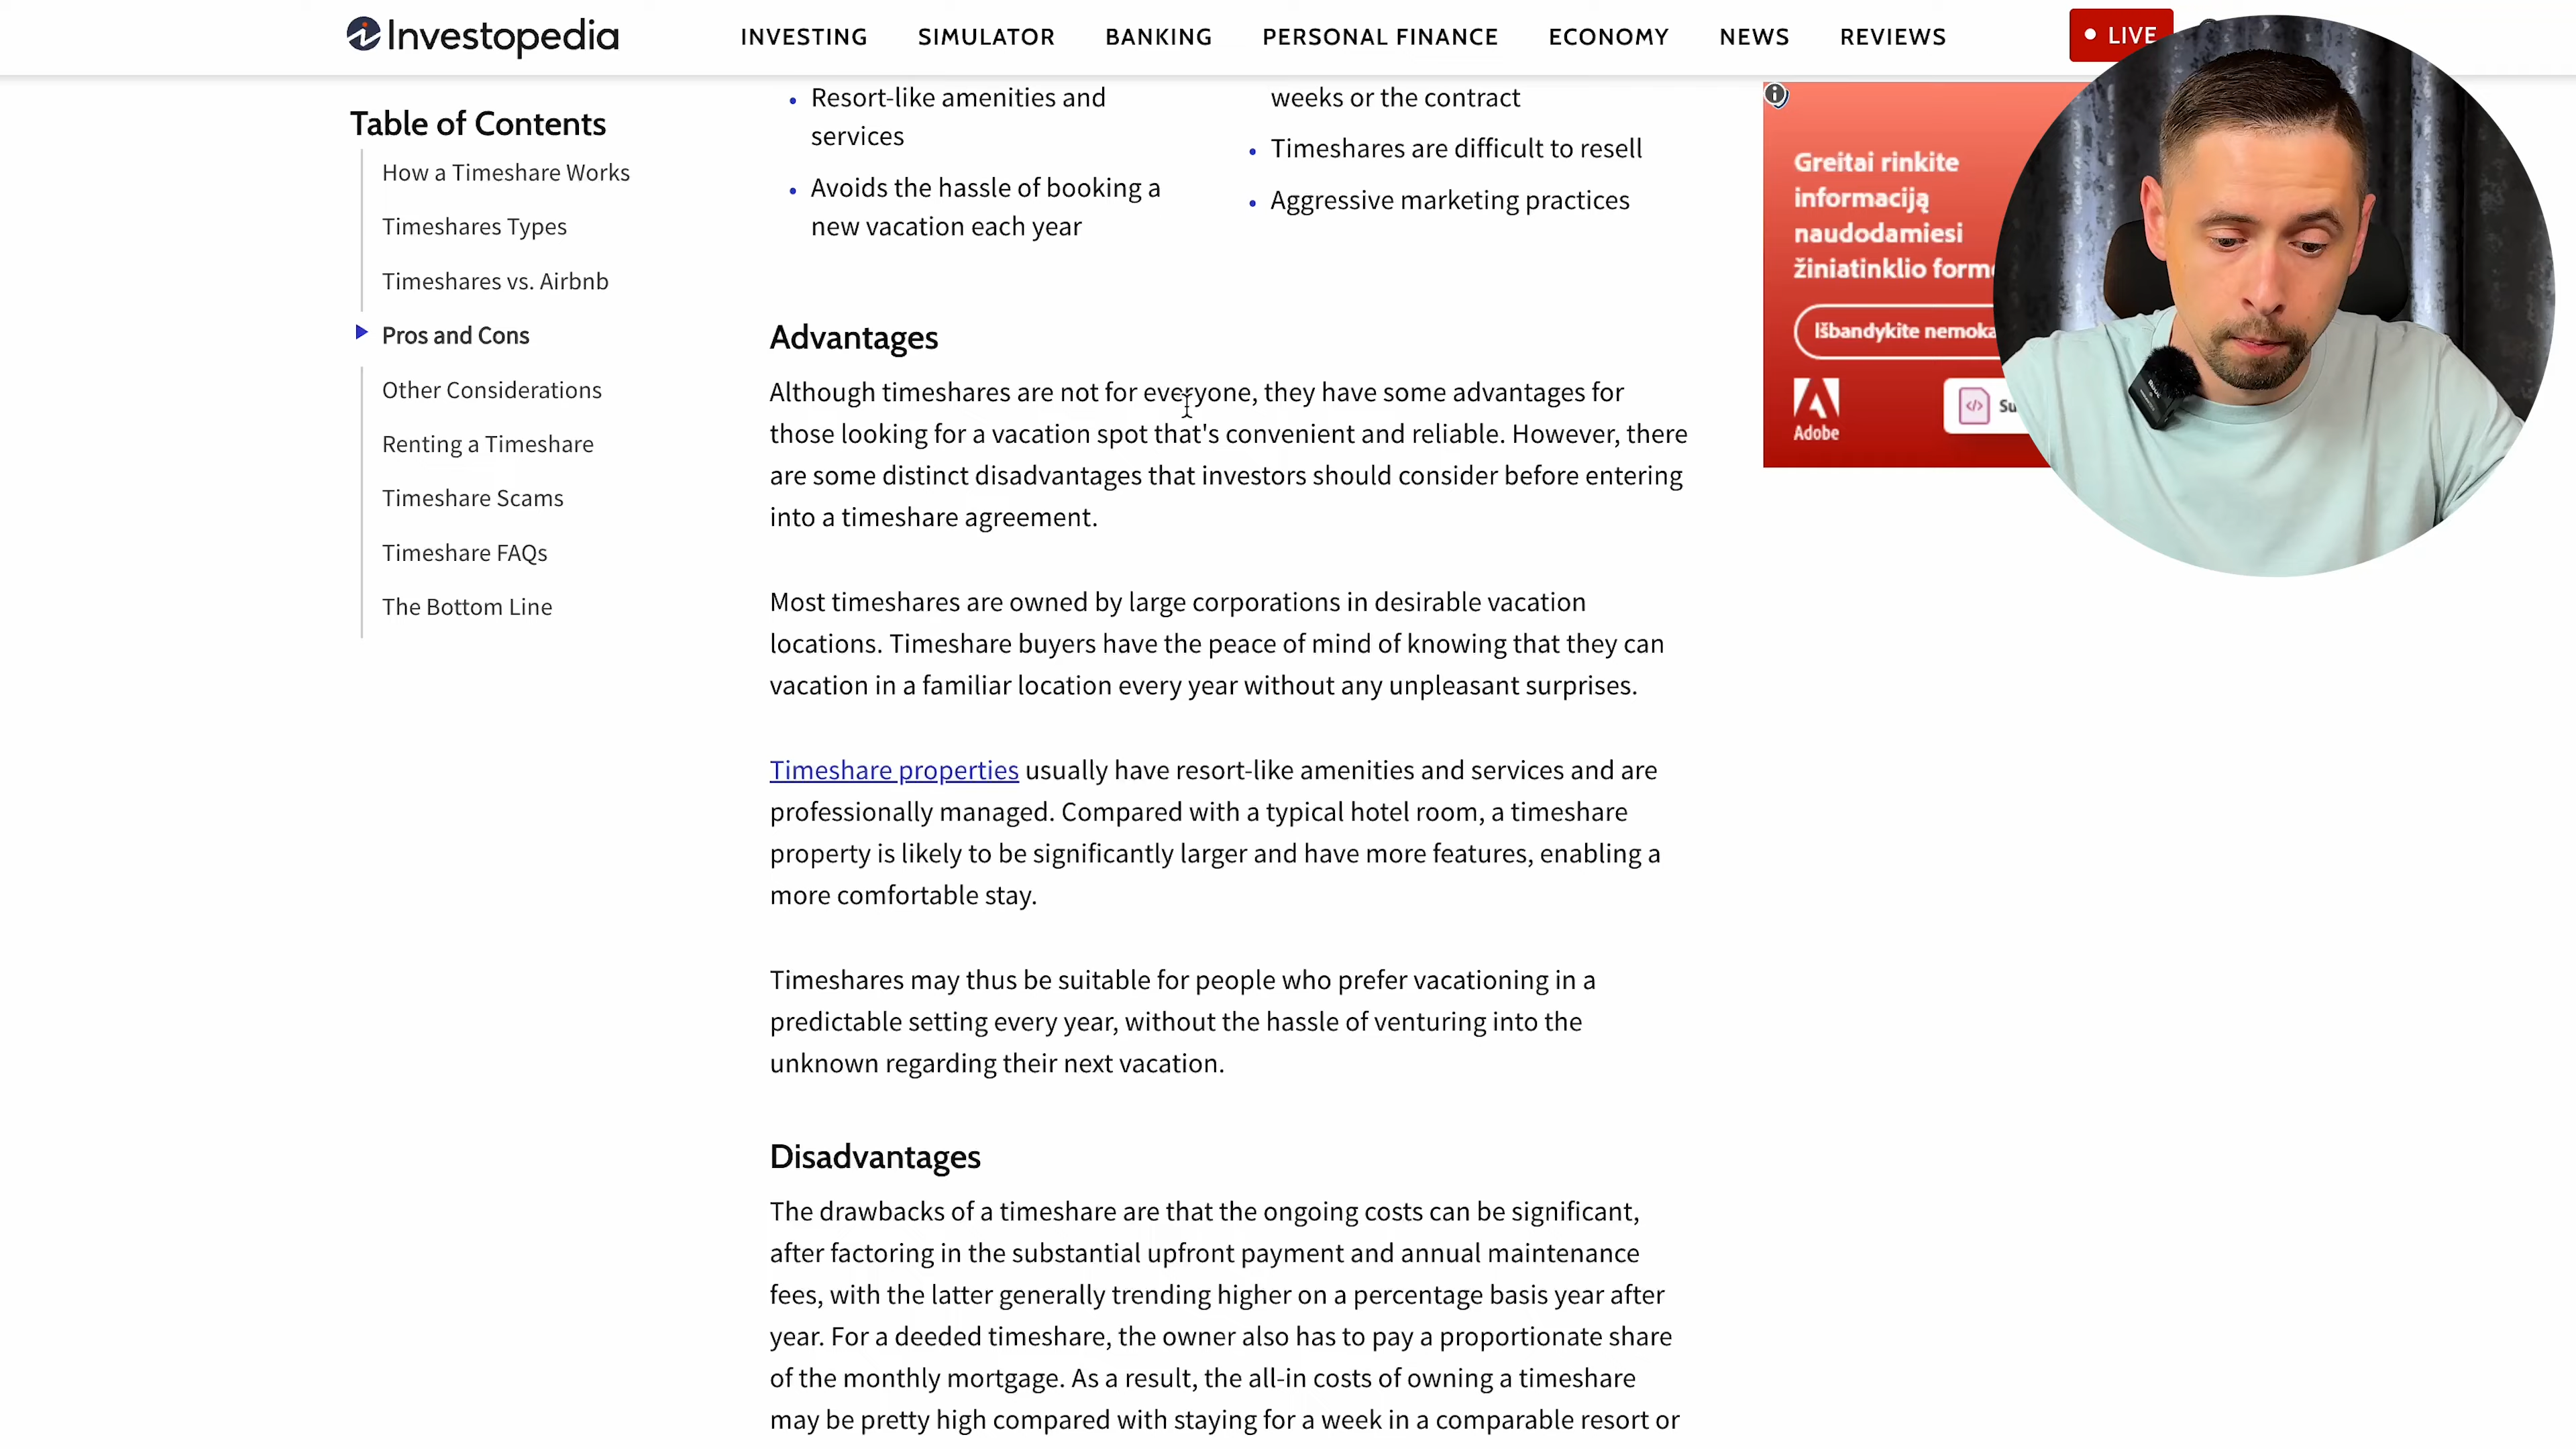 Investopedia
INVESTING
SIMULATOR
BANKING
PERSONAL FINANCE
ECONOMY
NEWS
REVIEWS
LIVE
Table of Contents
How a Timeshare Works
Timeshares Types
Timeshares vs. Airbnb
Pros and Cons
Other Considerations
Renting a Timeshare
Timeshare Scams
Timeshare FAQs
The Bottom Line
Resort-like amenities and
services
Avoids the hassle of booking a
new vacation each year
weeks or the contract
Timeshares are difficult to resell
Aggressive marketing practices
Advantages
Although timeshares are not for everyone, they have some advantages for
those looking for a vacation spot that's convenient and reliable. However, there
are some distinct disadvantages that investors should consider before entering
into a timeshare agreement.
Most timeshares are owned by large corporations in desirable vacation
locations. Timeshare buyers have the peace of mind of knowing that they can
vacation in a familiar location every year without any unpleasant surprises.
Timeshare properties usually have resort-like amenities and services and are
professionally managed. Compared with a typical hotel room, a timeshare
property is likely to be significantly larger and have more features, enabling a
more comfortable stay.
Timeshares may thus be suitable for people who prefer vacationing in a
predictable setting every year, without the hassle of venturing into the
unknown regarding their next vacation.
Disadvantages
The drawbacks of a timeshare are that the ongoing costs can be significant,
after factoring in the substantial upfront payment and annual maintenance
fees, with the latter generally trending higher on a percentage basis year after
year. For a deeded timeshare, the owner also has to pay a proportionate share
of the monthly mortgage. As a result, the all-in costs of owning a timeshare
may be pretty high compared with staying for a week in a comparable resort or
Greitai rinkite
informaciją
naudodamiesi
žiniatinklio
Išbandykite
Adobe